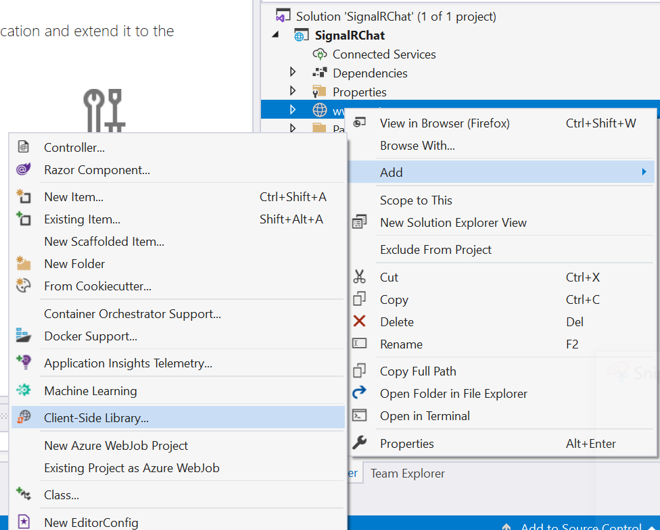 cation and extend it to the
Solution 'SignalRChat' (1 of 1 project)
SignalRChat
Connected Services
Dependencies
Properties
View in Browser (Firefox) Ctrl+Shift+W
Browse With...
Add
Scope to This
New Solution Explorer View
Exclude From Project
Cut Ctrl+X
Copy Ctrl+C
Delete Del
Rename F2
Copy Full Path
Open Folder in File Explorer
Open in Terminal
Properties Alt+Enter
Controller...
Razor Component...
New Item... Ctrl+Shift+A
Existing Item... Shift+Alt+A
New Scaffolded Item...
New Folder
From Cookiecutter...
Container Orchestrator Support...
Docker Support...
Application Insights Telemetry...
Machine Learning
Client-Side Library...
New Azure WebJob Project
Existing Project as Azure WebJob
Class...
New EditorConfig
er Team Explorer
Add to Source Control